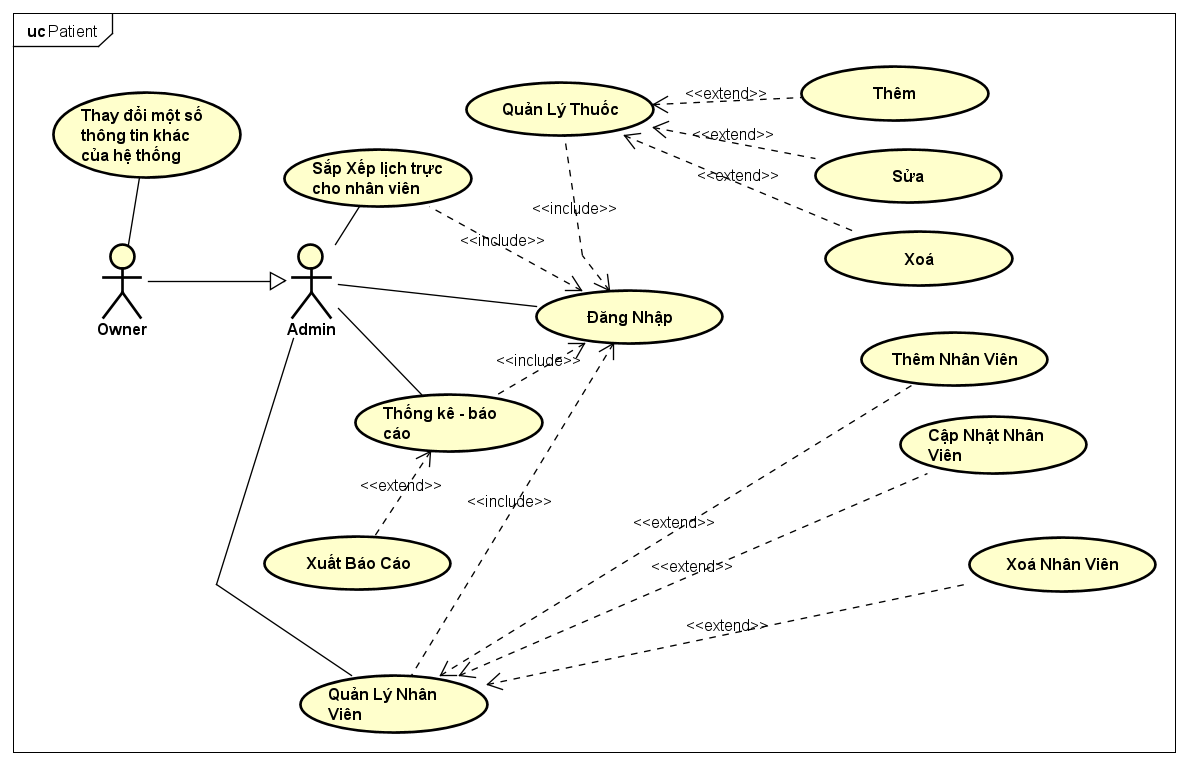 uc Patient
Thay đổi một số
thông tin khác
của hệ thống
Sắp Xếp lịch trực
cho nhân viên
Quản Lý Thuốc
<<extend>>
Thêm
<<extend>>
Sửa
<<extend>>
Xoá
<<include>>
<<include>>
Owner
Admin
Đăng Nhập
<<include>>
Thống kê - báo
cáo
<<extend>>
Xuất Báo Cáo
<<include>>
Thêm Nhân Viên
Cập Nhật Nhân
Viên
<<extend>>
<<extend>>
Xoá Nhân Viên
<<extend>>
Quản Lý Nhân
Viên